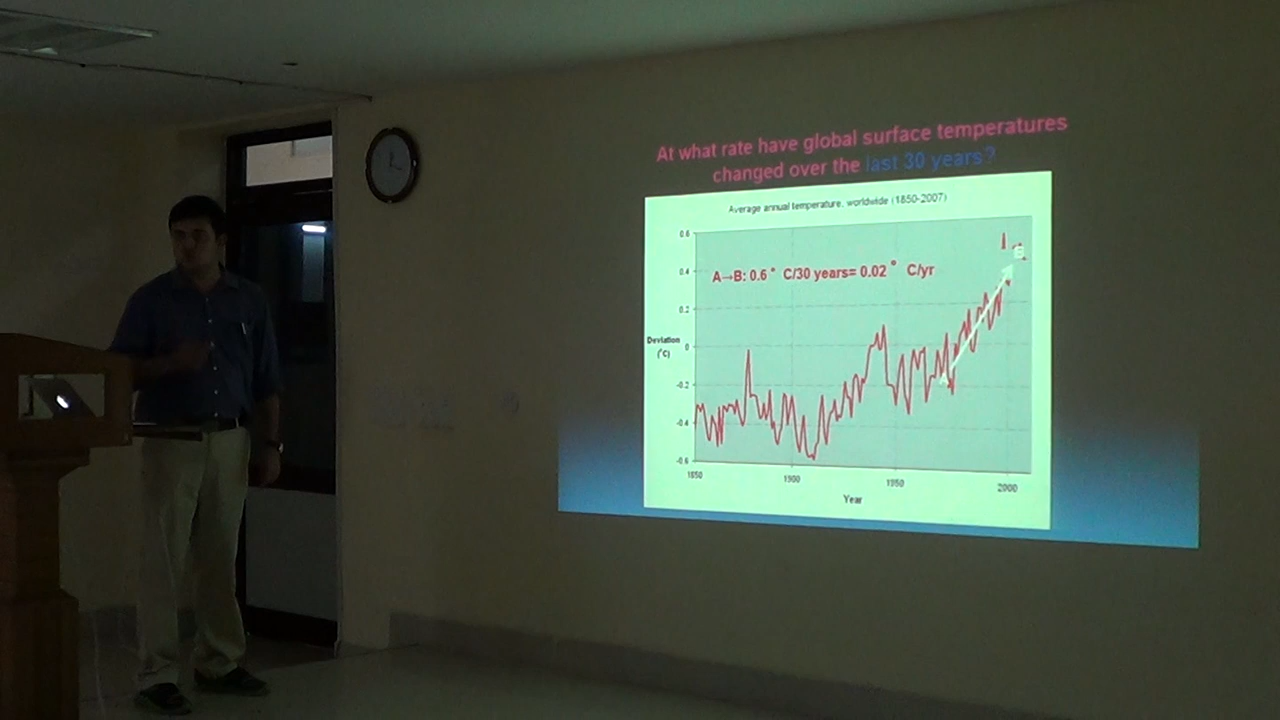 At what rate have global surface temperatures
changed over the last 30 years?
Average annual temperature, worldwide (1850-2007)
0.6
0.4
A→B: 0.6° C/30 years= 0.02° C/yr
0.2
Deviation
(°C)
0
-0.2
-0.4
-0.6
1850
1900
1950
2000
Year